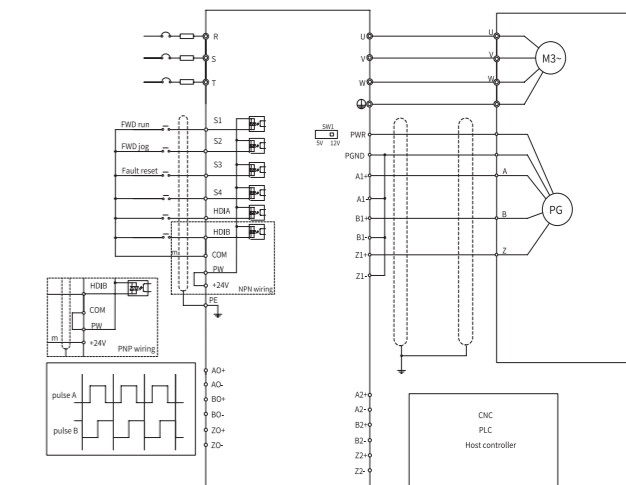 R
S
T
U
V
W
U
V
W
M3~
S1
FWD run
S2
FWD jog
S3
Fault reset
S4
HDIA
HDIB
m
COM
PW
+24V
NPN wiring
PE
SW1
5V 12V
PWR
PGND
A1+
A1-
B1+
B1-
Z1+
Z1-
A
B
Z
PG
HDIB
COM
PW
m
+24V
PNP wiring
pulse A
pulse B
AO+
AO-
BO+
BO-
ZO+
ZO-
A2+
A2-
B2+
B2-
Z2+
Z2-
CNC
PLC
Host controller